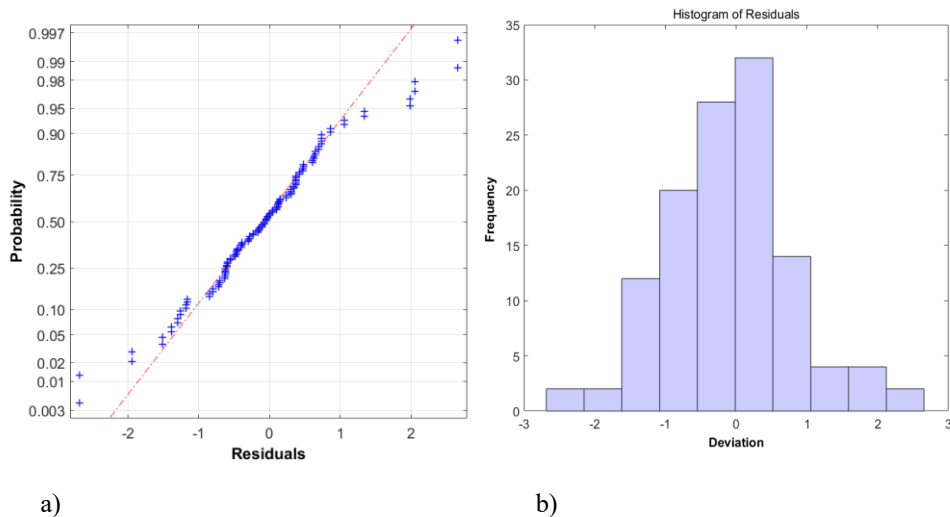 0.997
0.99
0.98
0.95
0.90
0.75
0.50
0.25
0.10
0.05
0.02
0.01
0.003
Probability
-2 -1 0 1 2
Residuals
Histogram of Residuals
35
30
25
20
15
10
5
0
Frequency
-3 -2 -1 0 1 2 3
Deviation
a) b)